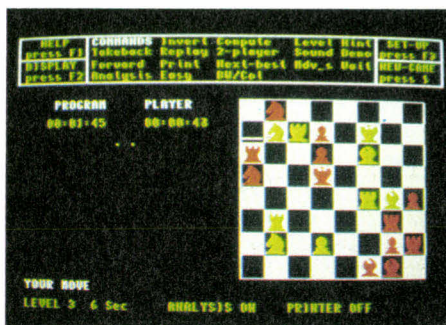 HELP
press F1
DISPLAY
press F2
COMMANDS Invert Compute Level Hint
Takeback Replay 2-player Sound Demo
Forward Print Next-best Adv_s Wait
Analysis Easy BW/Col
SET-UP
press F3
NEW-GAME
press
PROGRAM PLAYER
00:01:45 00:00:43
YOUR MOVE
LEVEL 3 6 Sec ANALYSIS ON PRINTER OFF